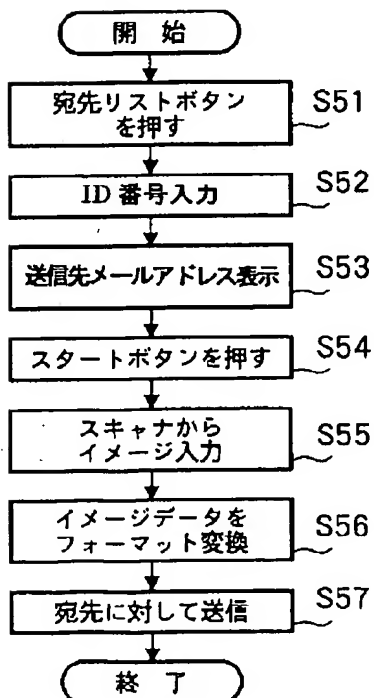 開 始
宛先リストボタン
を押す
S51
ID 番号入力
S52
送信先メールアドレス表示
S53
スタートボタンを押す
S54
スキャナから
イメージ入力
S55
イメージデータを
フォーマット変換
S56
宛先に対して送信
S57
終 了